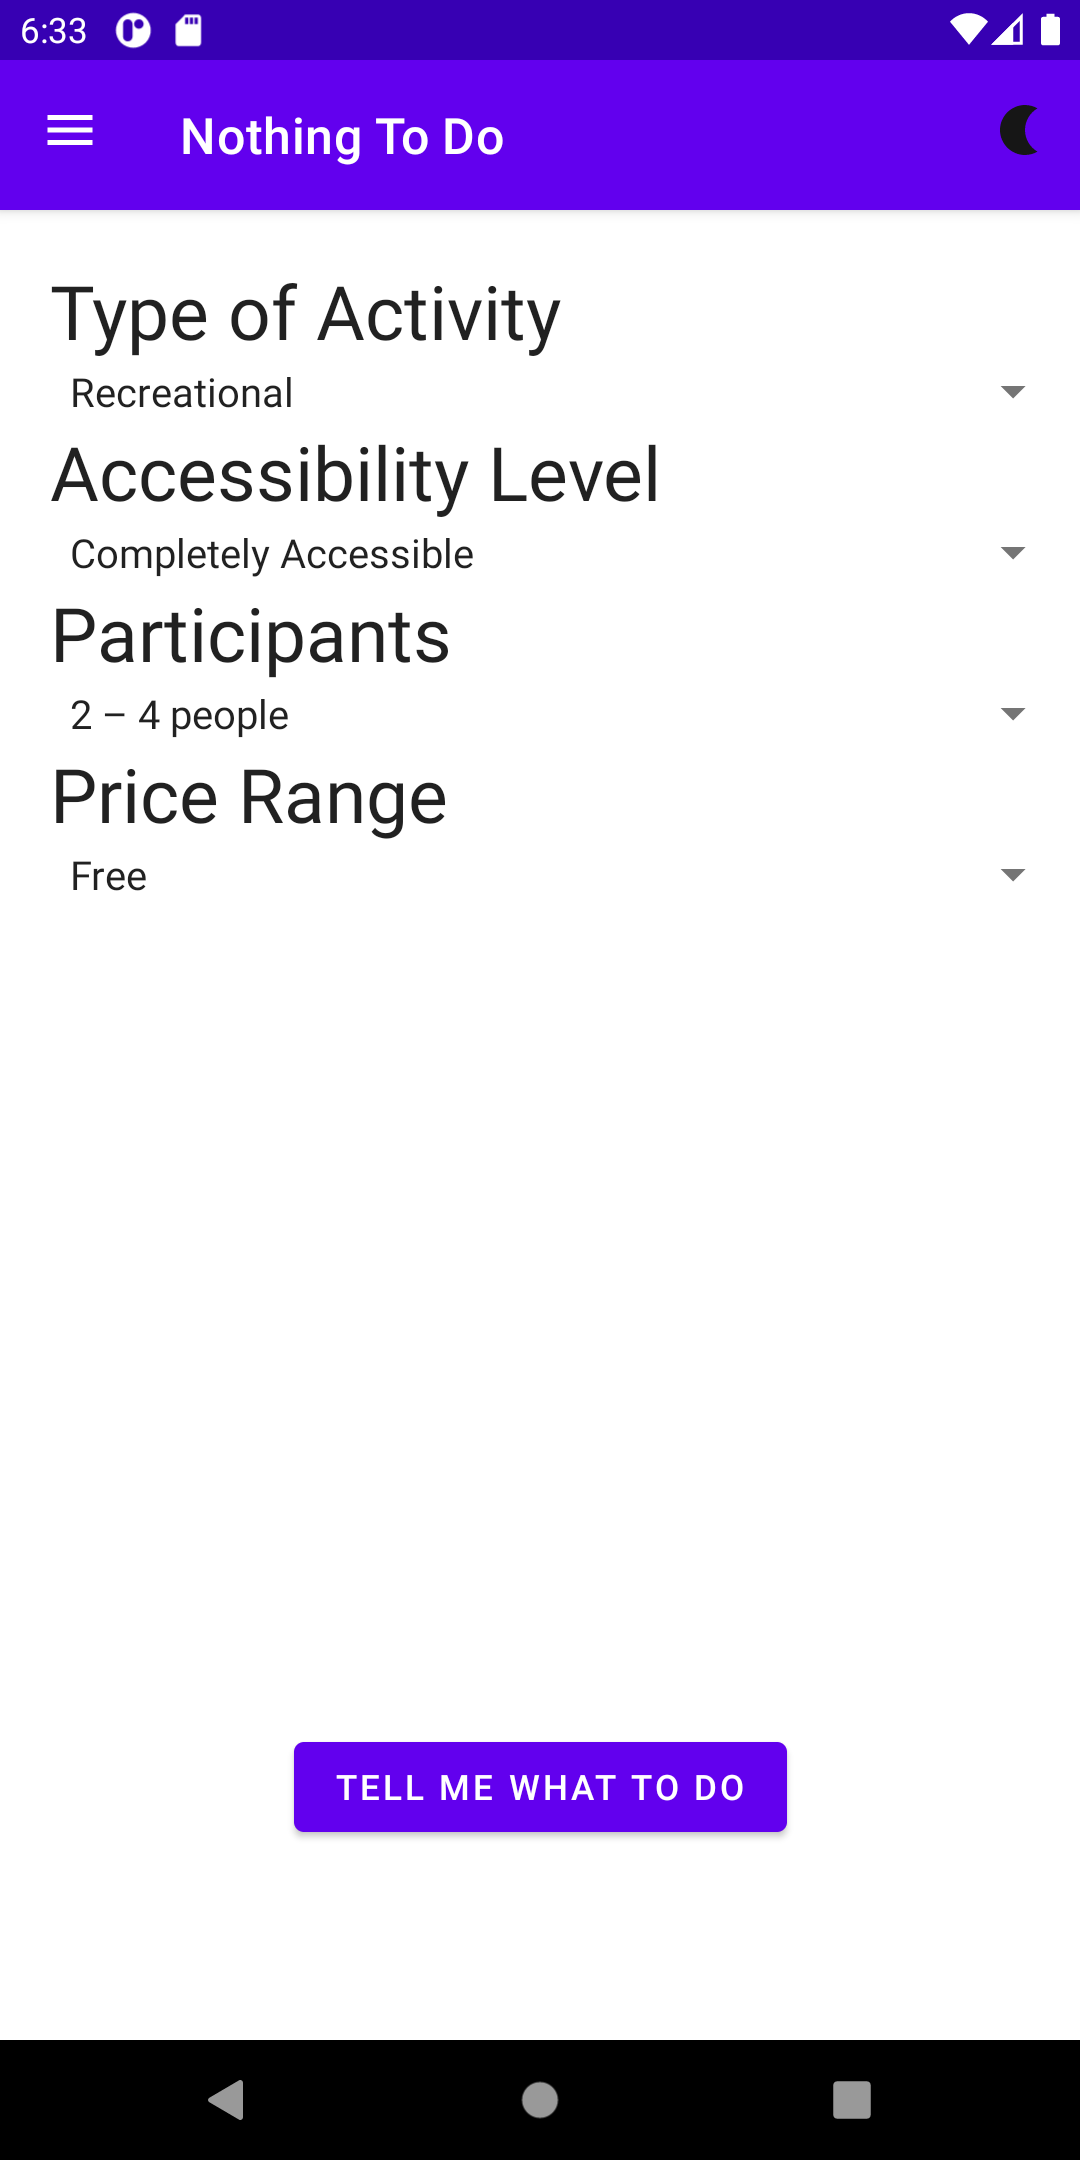 6:33
Nothing To Do
Type of Activity
Recreational
Accessibility Level
Completely Accessible
Participants
2 – 4 people
Price Range
Free
TELL ME WHAT TO DO